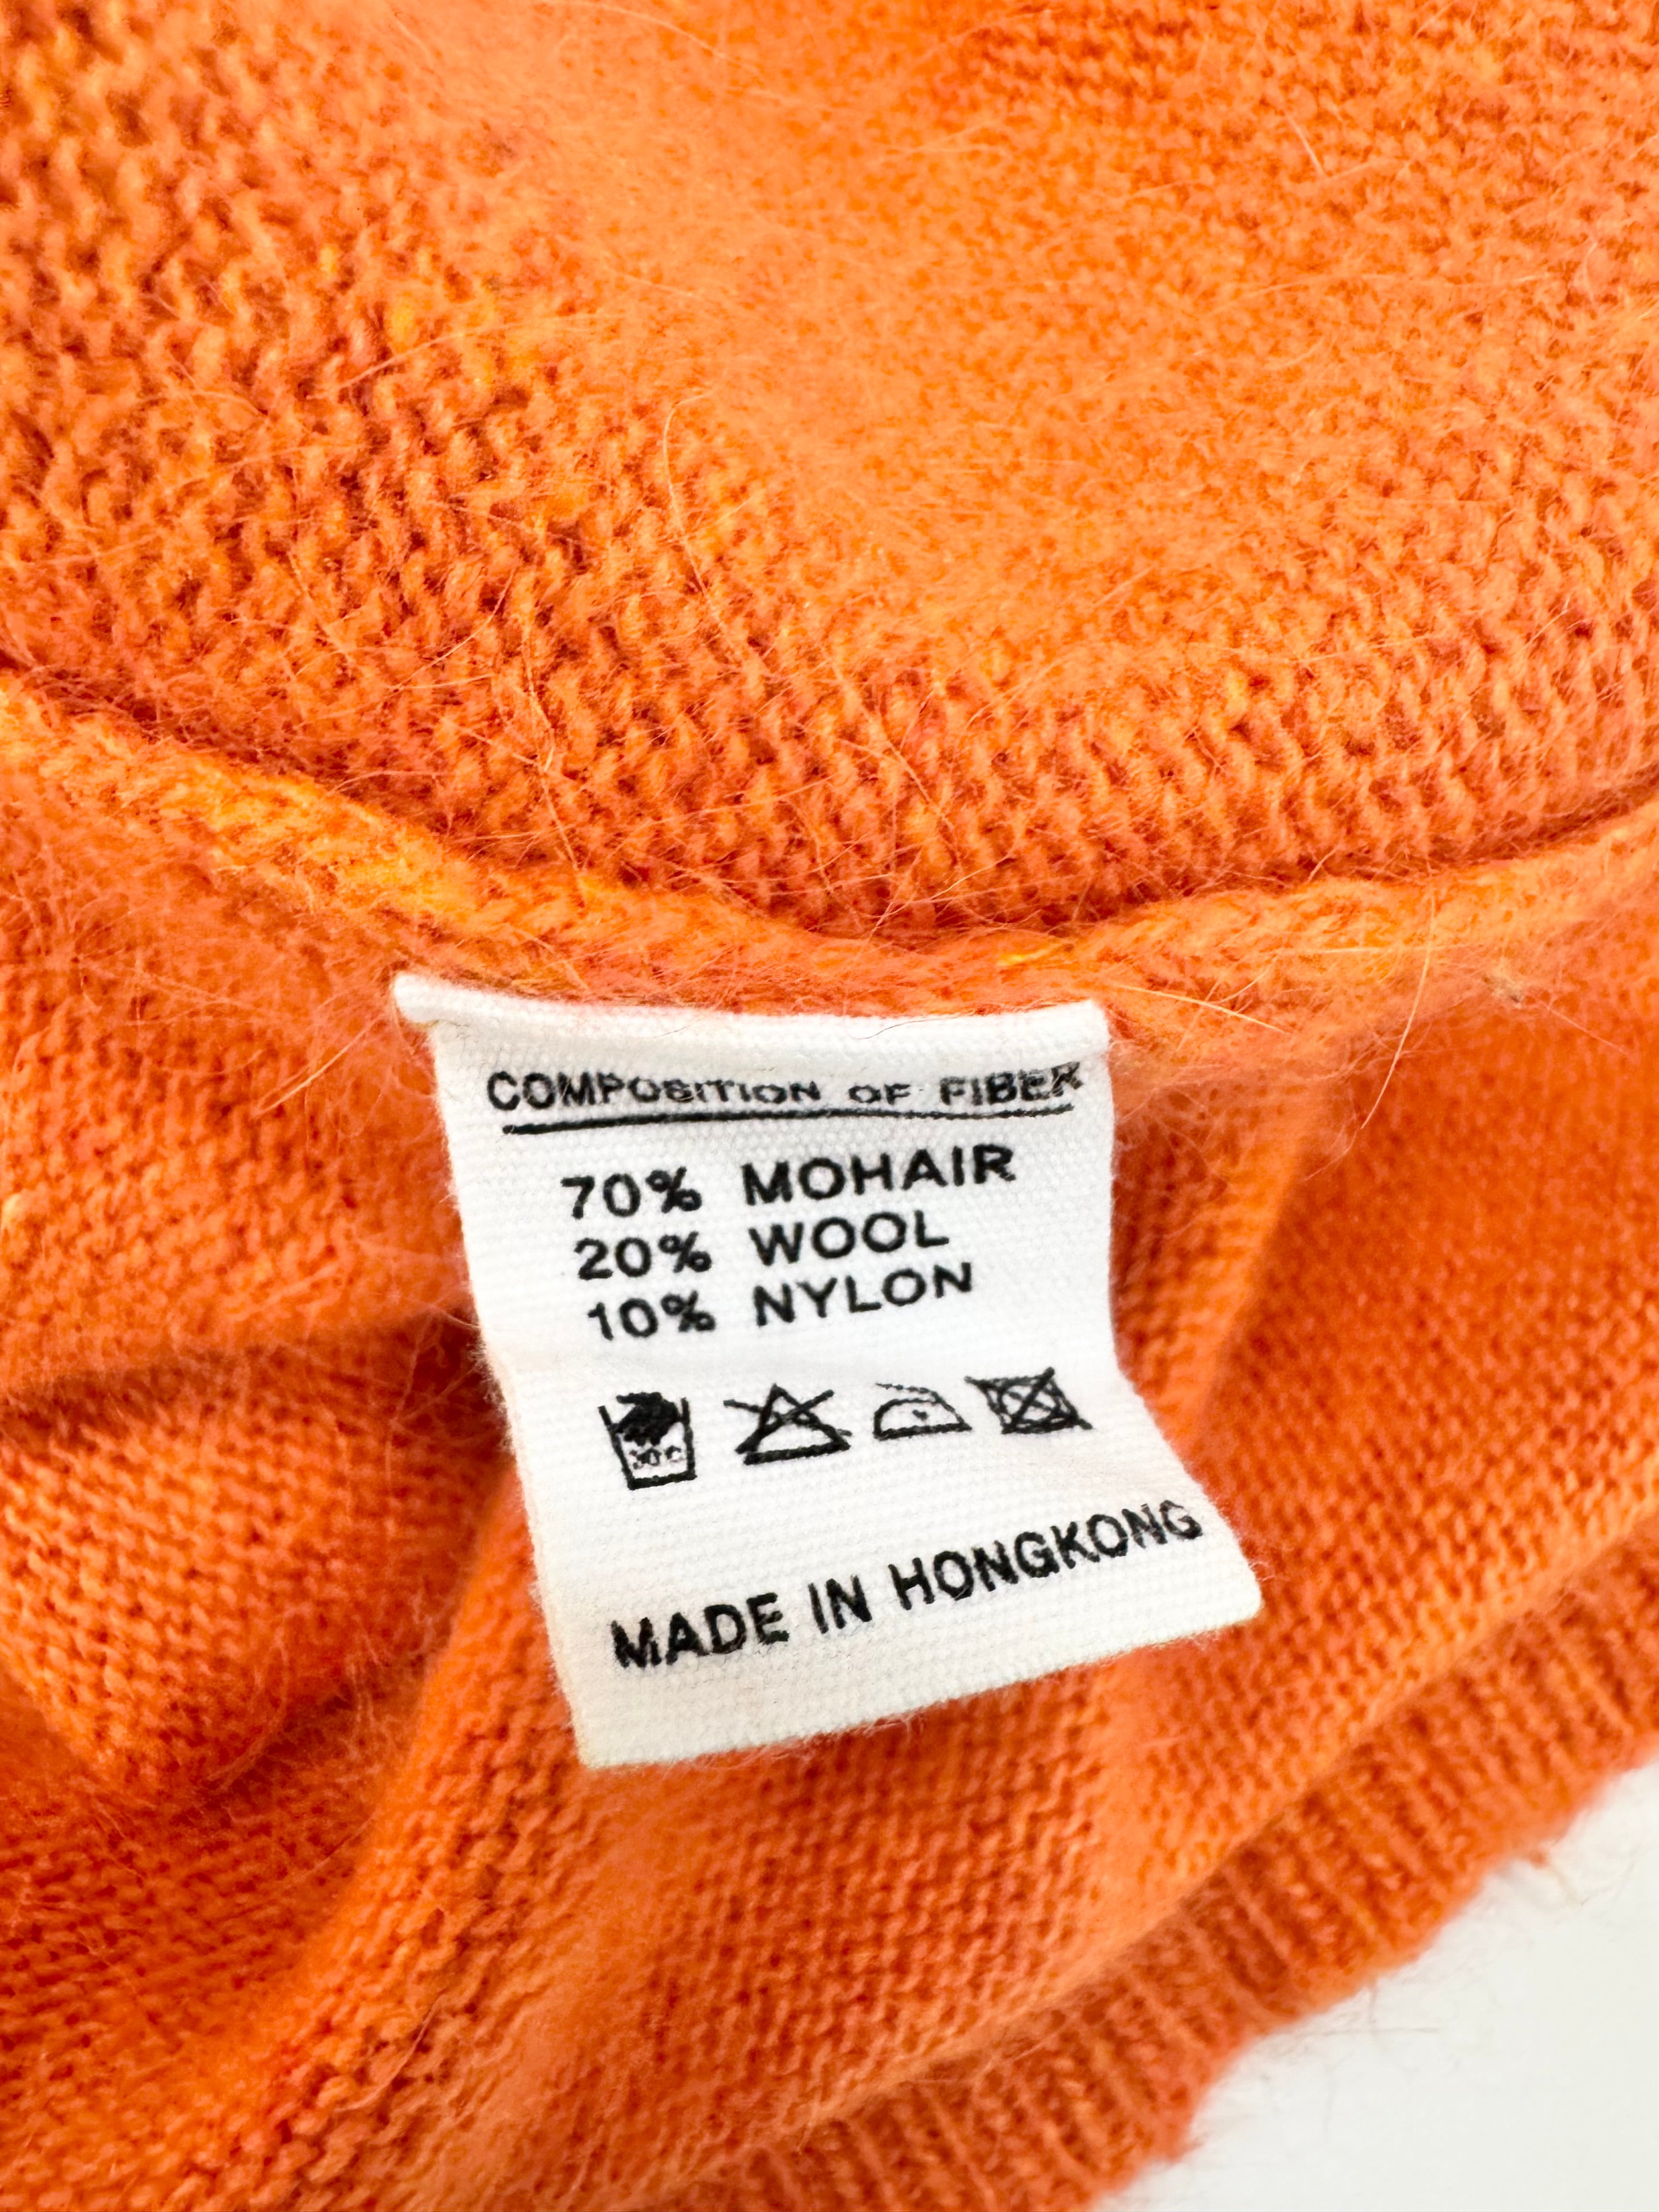 COMPOSITION OF FIBER
70% MOHAIR
20% WOOL
10% NYLON
30°C
MADE IN HONGKONG